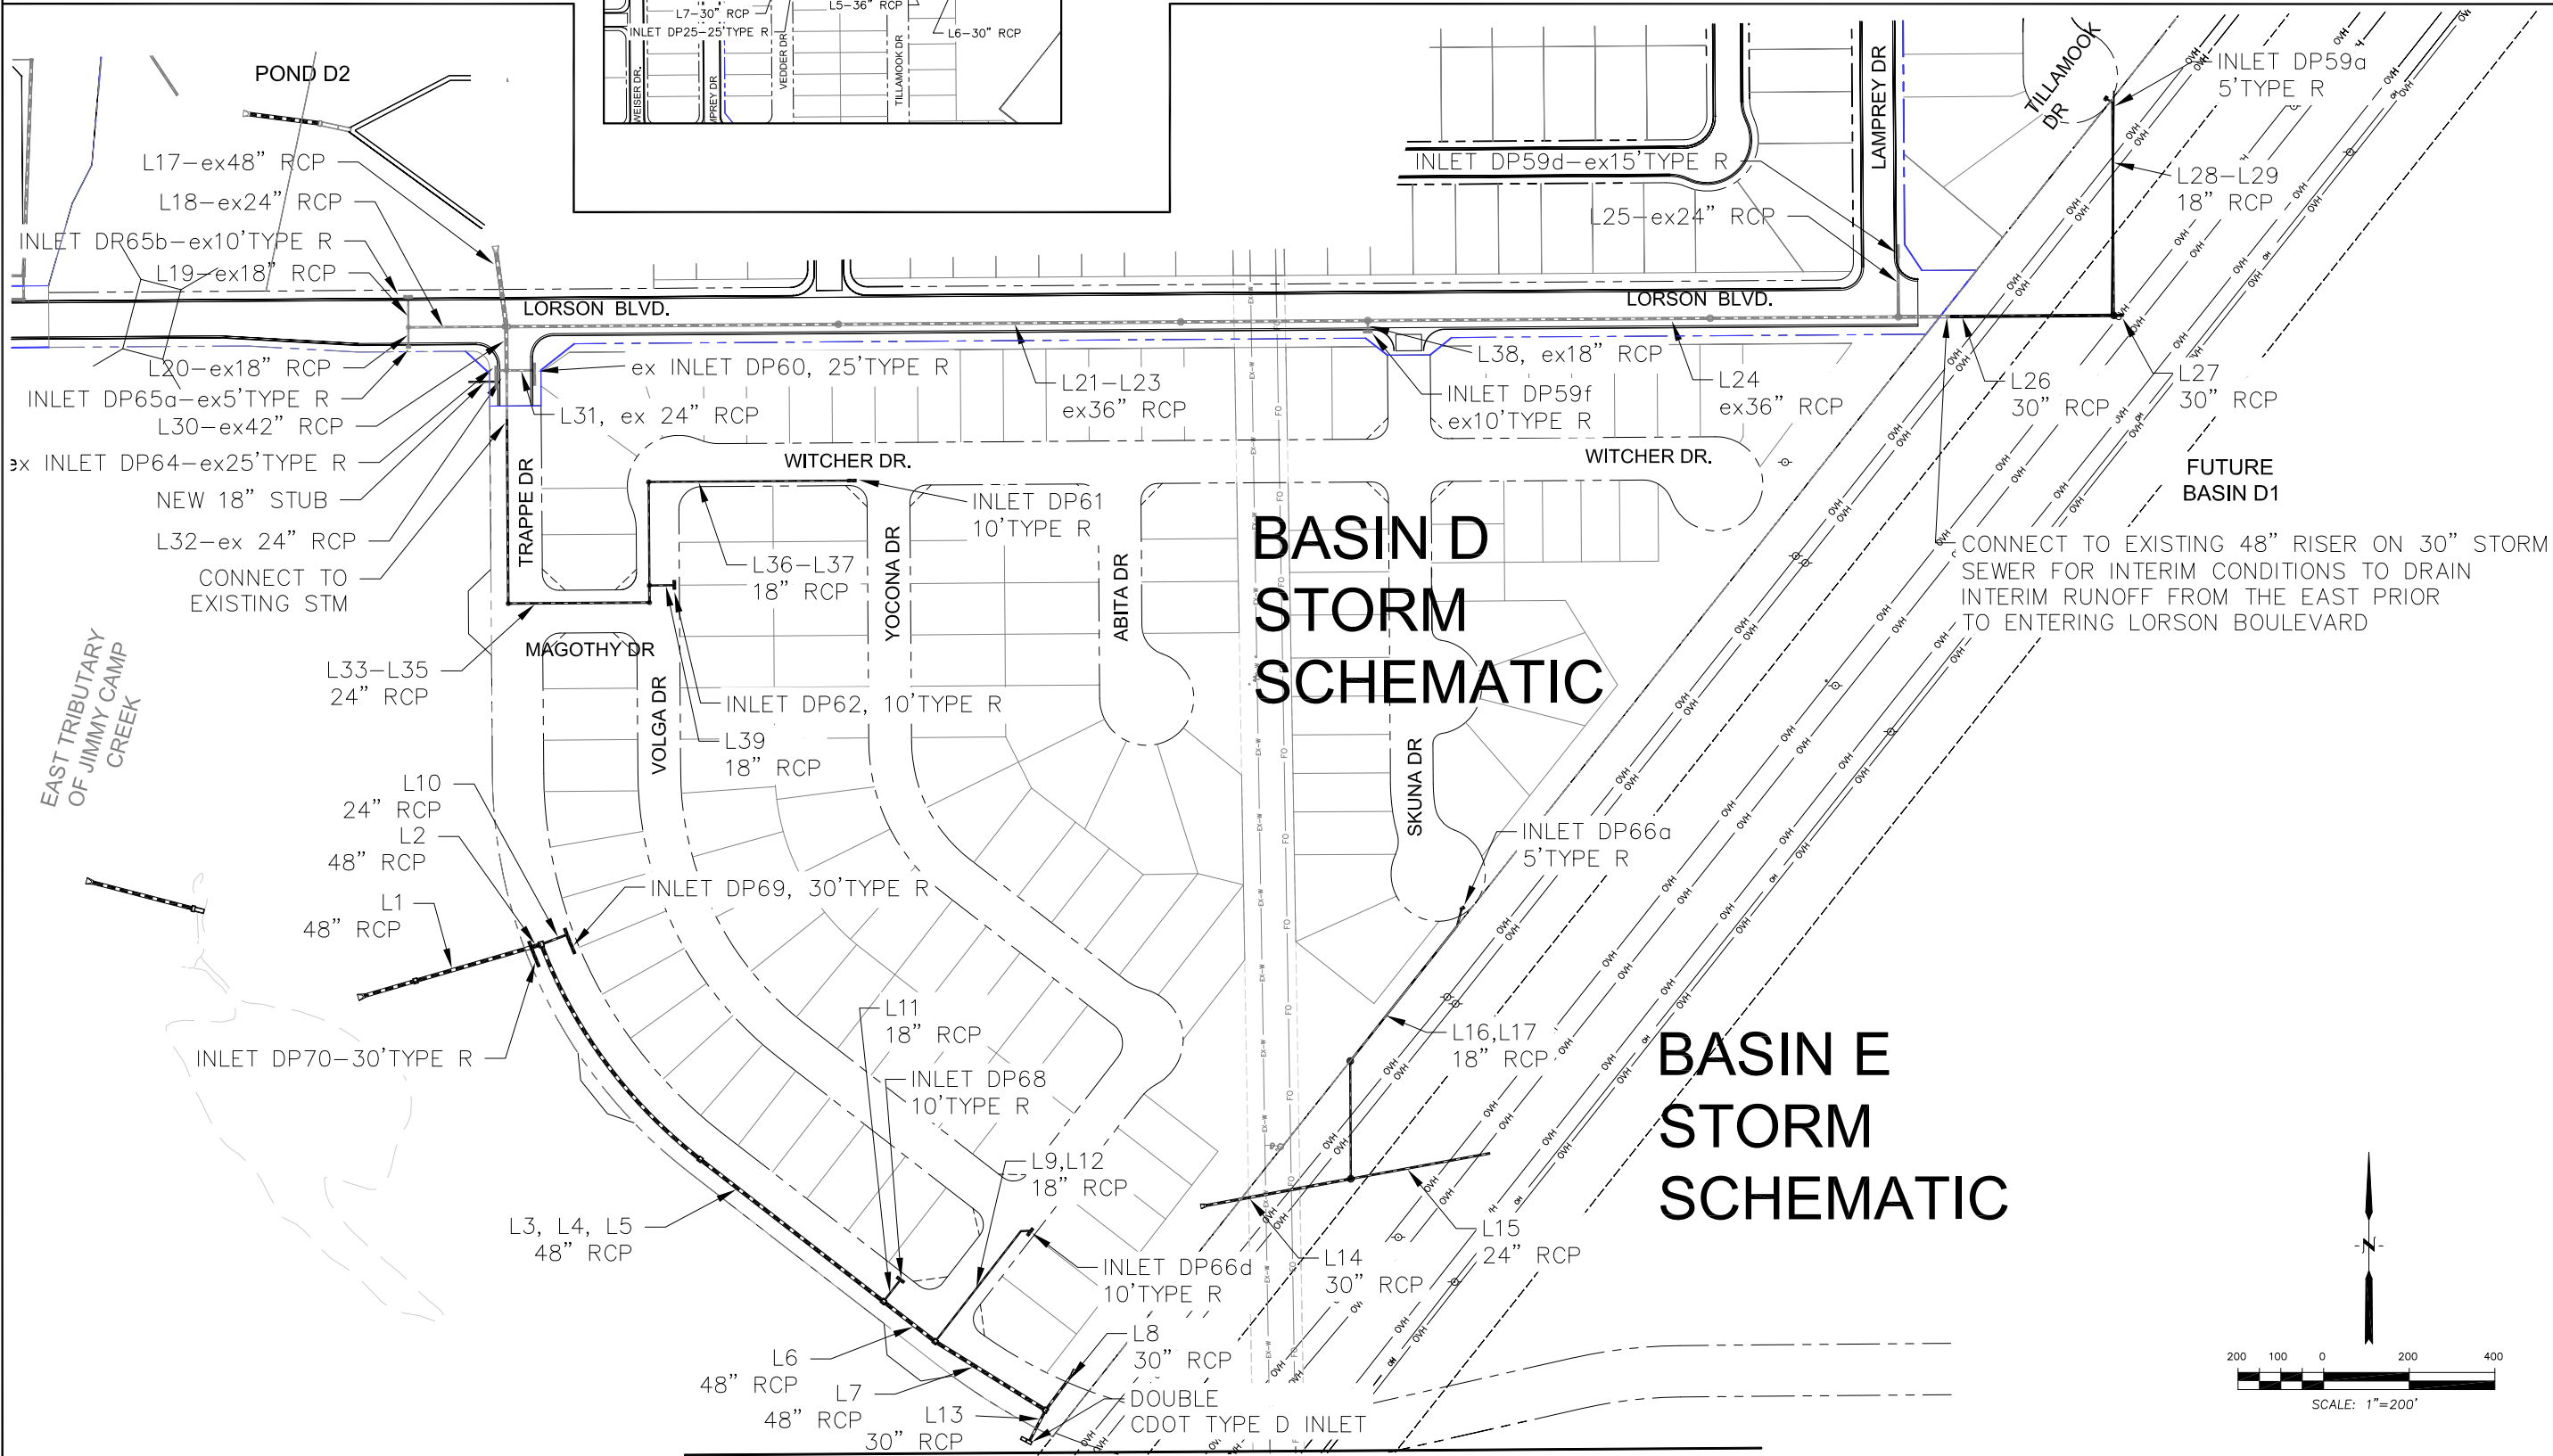 L7-30" RCP
L5-36" RCP
INLET DP25-25'TYPE R
L6-30" RCP
WEISER DR.
VEDDER DR
TILLAMOOK DR
POND D2
L17-ex48" RCP
L18-ex24" RCP
INLET DR65b-ex10'TYPE R
L19-ex18" RCP
LORSON BLVD.
L20-ex18" RCP
INLET DP65a-ex5'TYPE R
L30-ex42" RCP
ex INLET DP64-ex25'TYPE R
NEW 18" STUB
L32-ex 24" RCP
CONNECT TO
EXISTING STM
ex INLET DP60, 25'TYPE R
L31, ex 24" RCP
L21-L23
ex36" RCP
INLET DP59d-ex15'TYPE R
L25-ex24" RCP
LAMPREY DR
TILLAMOOK
DR
INLET DP59a
5'TYPE R
L28-L29
18" RCP
LORSON BLVD.
L38, ex18" RCP
INLET DP59f
ex10'TYPE R
L24
ex36" RCP
L26
30" RCP
L27
30" RCP
FUTURE
BASIN D1
CONNECT TO EXISTING 48" RISER ON 30" STORM
SEWER FOR INTERIM CONDITIONS TO DRAIN
INTERIM RUNOFF FROM THE EAST PRIOR
TO ENTERING LORSON BOULEVARD
WITCHER DR.
WITCHER DR.
TRAPPE DR
INLET DP61
10'TYPE R
L36-L37
18" RCP
YOCONA DR
ABITA DR
BASIN D
STORM
SCHEMATIC
MAGOTHY DR
L33-L35
24" RCP
VOLGA DR
INLET DP62, 10'TYPE R
L39
18" RCP
SKUNA DR
EAST TRIBUTARY
OF JIMMY CAMP
CREEK
L10
24" RCP
L2
48" RCP
L1
48" RCP
INLET DP69, 30'TYPE R
INLET DP66a
5'TYPE R
INLET DP70-30'TYPE R
L11
18" RCP
INLET DP68
10'TYPE R
L16,L17
18" RCP
BASIN E
STORM
SCHEMATIC
L9,L12
18" RCP
L3, L4, L5
48" RCP
INLET DP66d
10'TYPE R
L14
30" RCP
L15
24" RCP
L6
48" RCP
L7
48" RCP
L13
30" RCP
L8
30" RCP
DOUBLE
CDOT TYPE D INLET
N
200 100 0 200 400
SCALE: 1"=200'